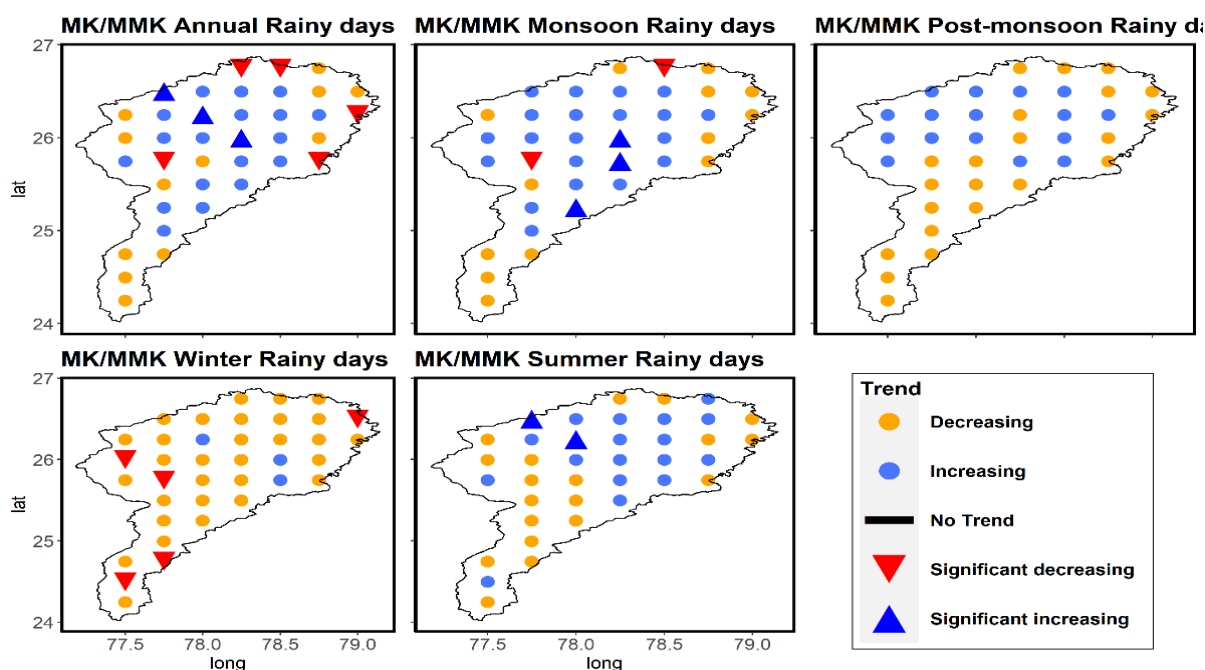 MK/MMK Annual Rainy days
MK/MMK Monsoon Rainy days
MK/MMK Post-monsoon Rainy da
27
26
25
24
lat
MK/MMK Winter Rainy days
MK/MMK Summer Rainy days
27
26
25
24
lat
77.5 78.0 78.5 79.0
long
77.5 78.0 78.5 79.0
long
Trend
Decreasing
Increasing
No Trend
Significant decreasing
Significant increasing